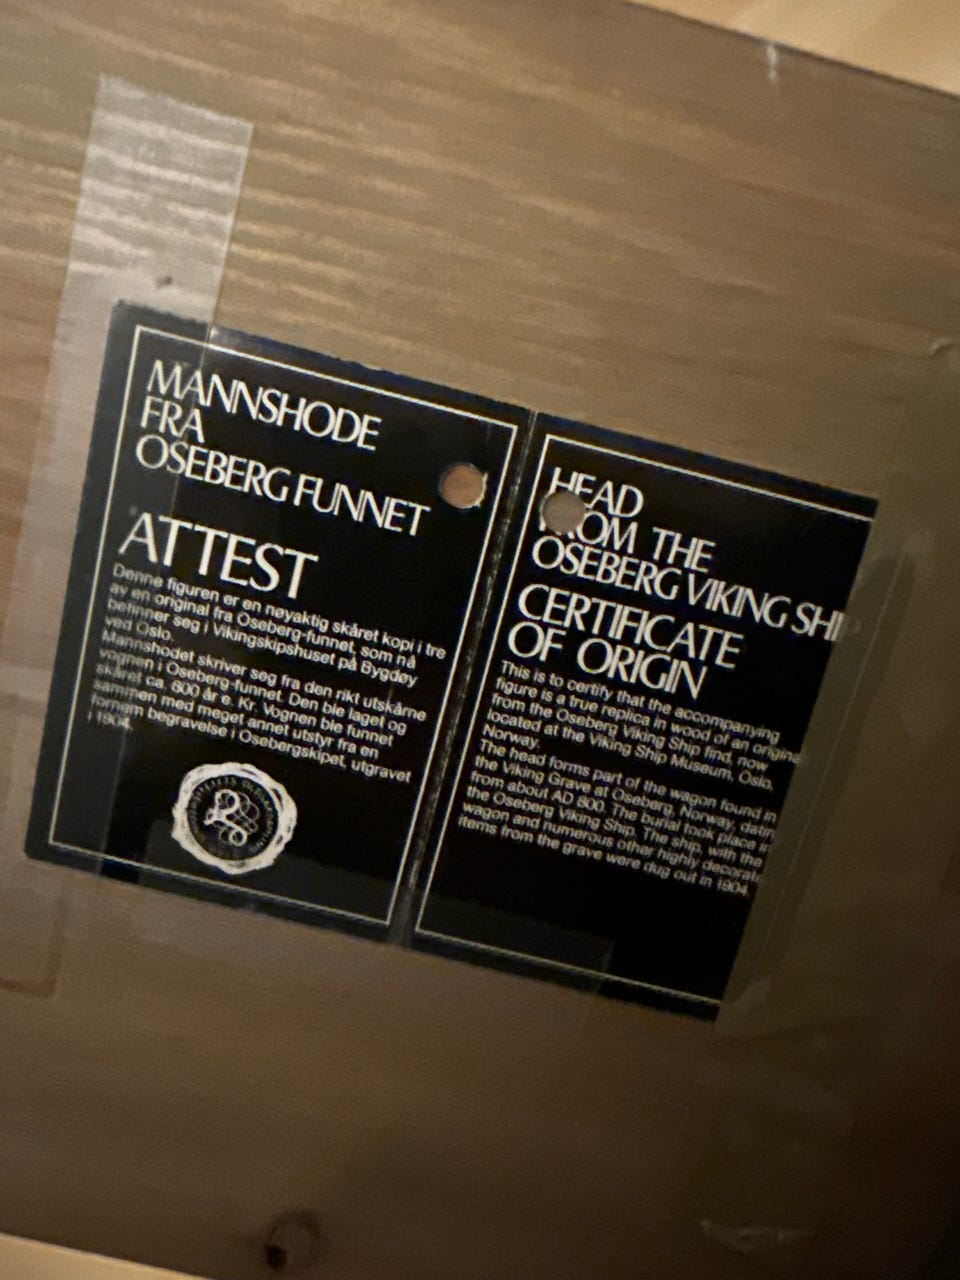 MANNSHODE
FRA
OSEBERG FUNNET
ATTEST
Denne figuren er en nøyaktig skåret kopi i tre
av en original fra Oseberg-funnet, som nå
befinner seg i Vikingskipshuset på Bygdøy
ved Oslo.
Mannshodet skriver seg fra den rikt utskårne
vognen i Oseberg-funnet. Den ble laget og
skåret ca. 800 år e. Kr. Vognen ble funnet
sammen med meget annet utstyr fra en
fornem begravelse i Osebergskipet, utgravet
i 1904.
HEAD
FROM THE
OSEBERG VIKING SHIP
CERTIFICATE
OF ORIGIN
This is to certify that the accompanying
figure is a true replica in wood of an original
from the Oseberg Viking Ship find, now
located at the Viking Ship Museum, Oslo,
Norway.
The head forms part of the wagon found in
the Viking Grave at Oseberg, Norway, datin
from about AD 800. The burial took place in
the Oseberg Viking Ship. The ship, with the
wagon and numerous other highly decorate
items from the grave were dug out in 1904.